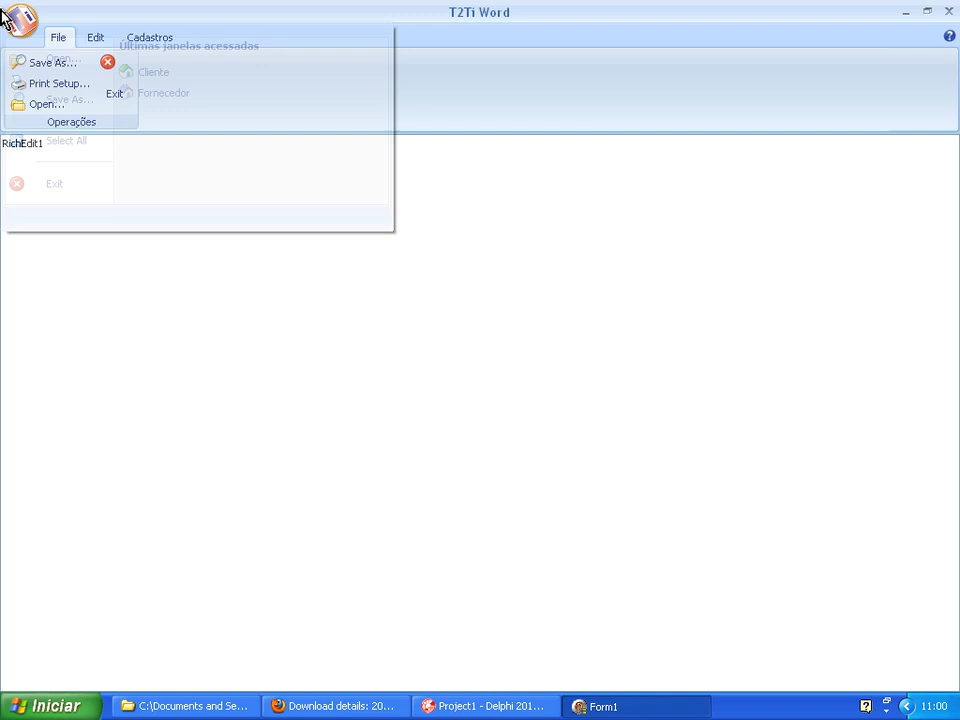 T2Ti Word
File Edit Cadastros
Últimas janelas acessadas
Open...
Save As...
Cliente
Print Setup...
Fornecedor
Exit
Save As...
Open...
Operações
Select All
RichEdit1
Exit
Iniciar
C:\Documents and Se...
Download details: 20...
Project1 - Delphi 201...
Form1
11:00